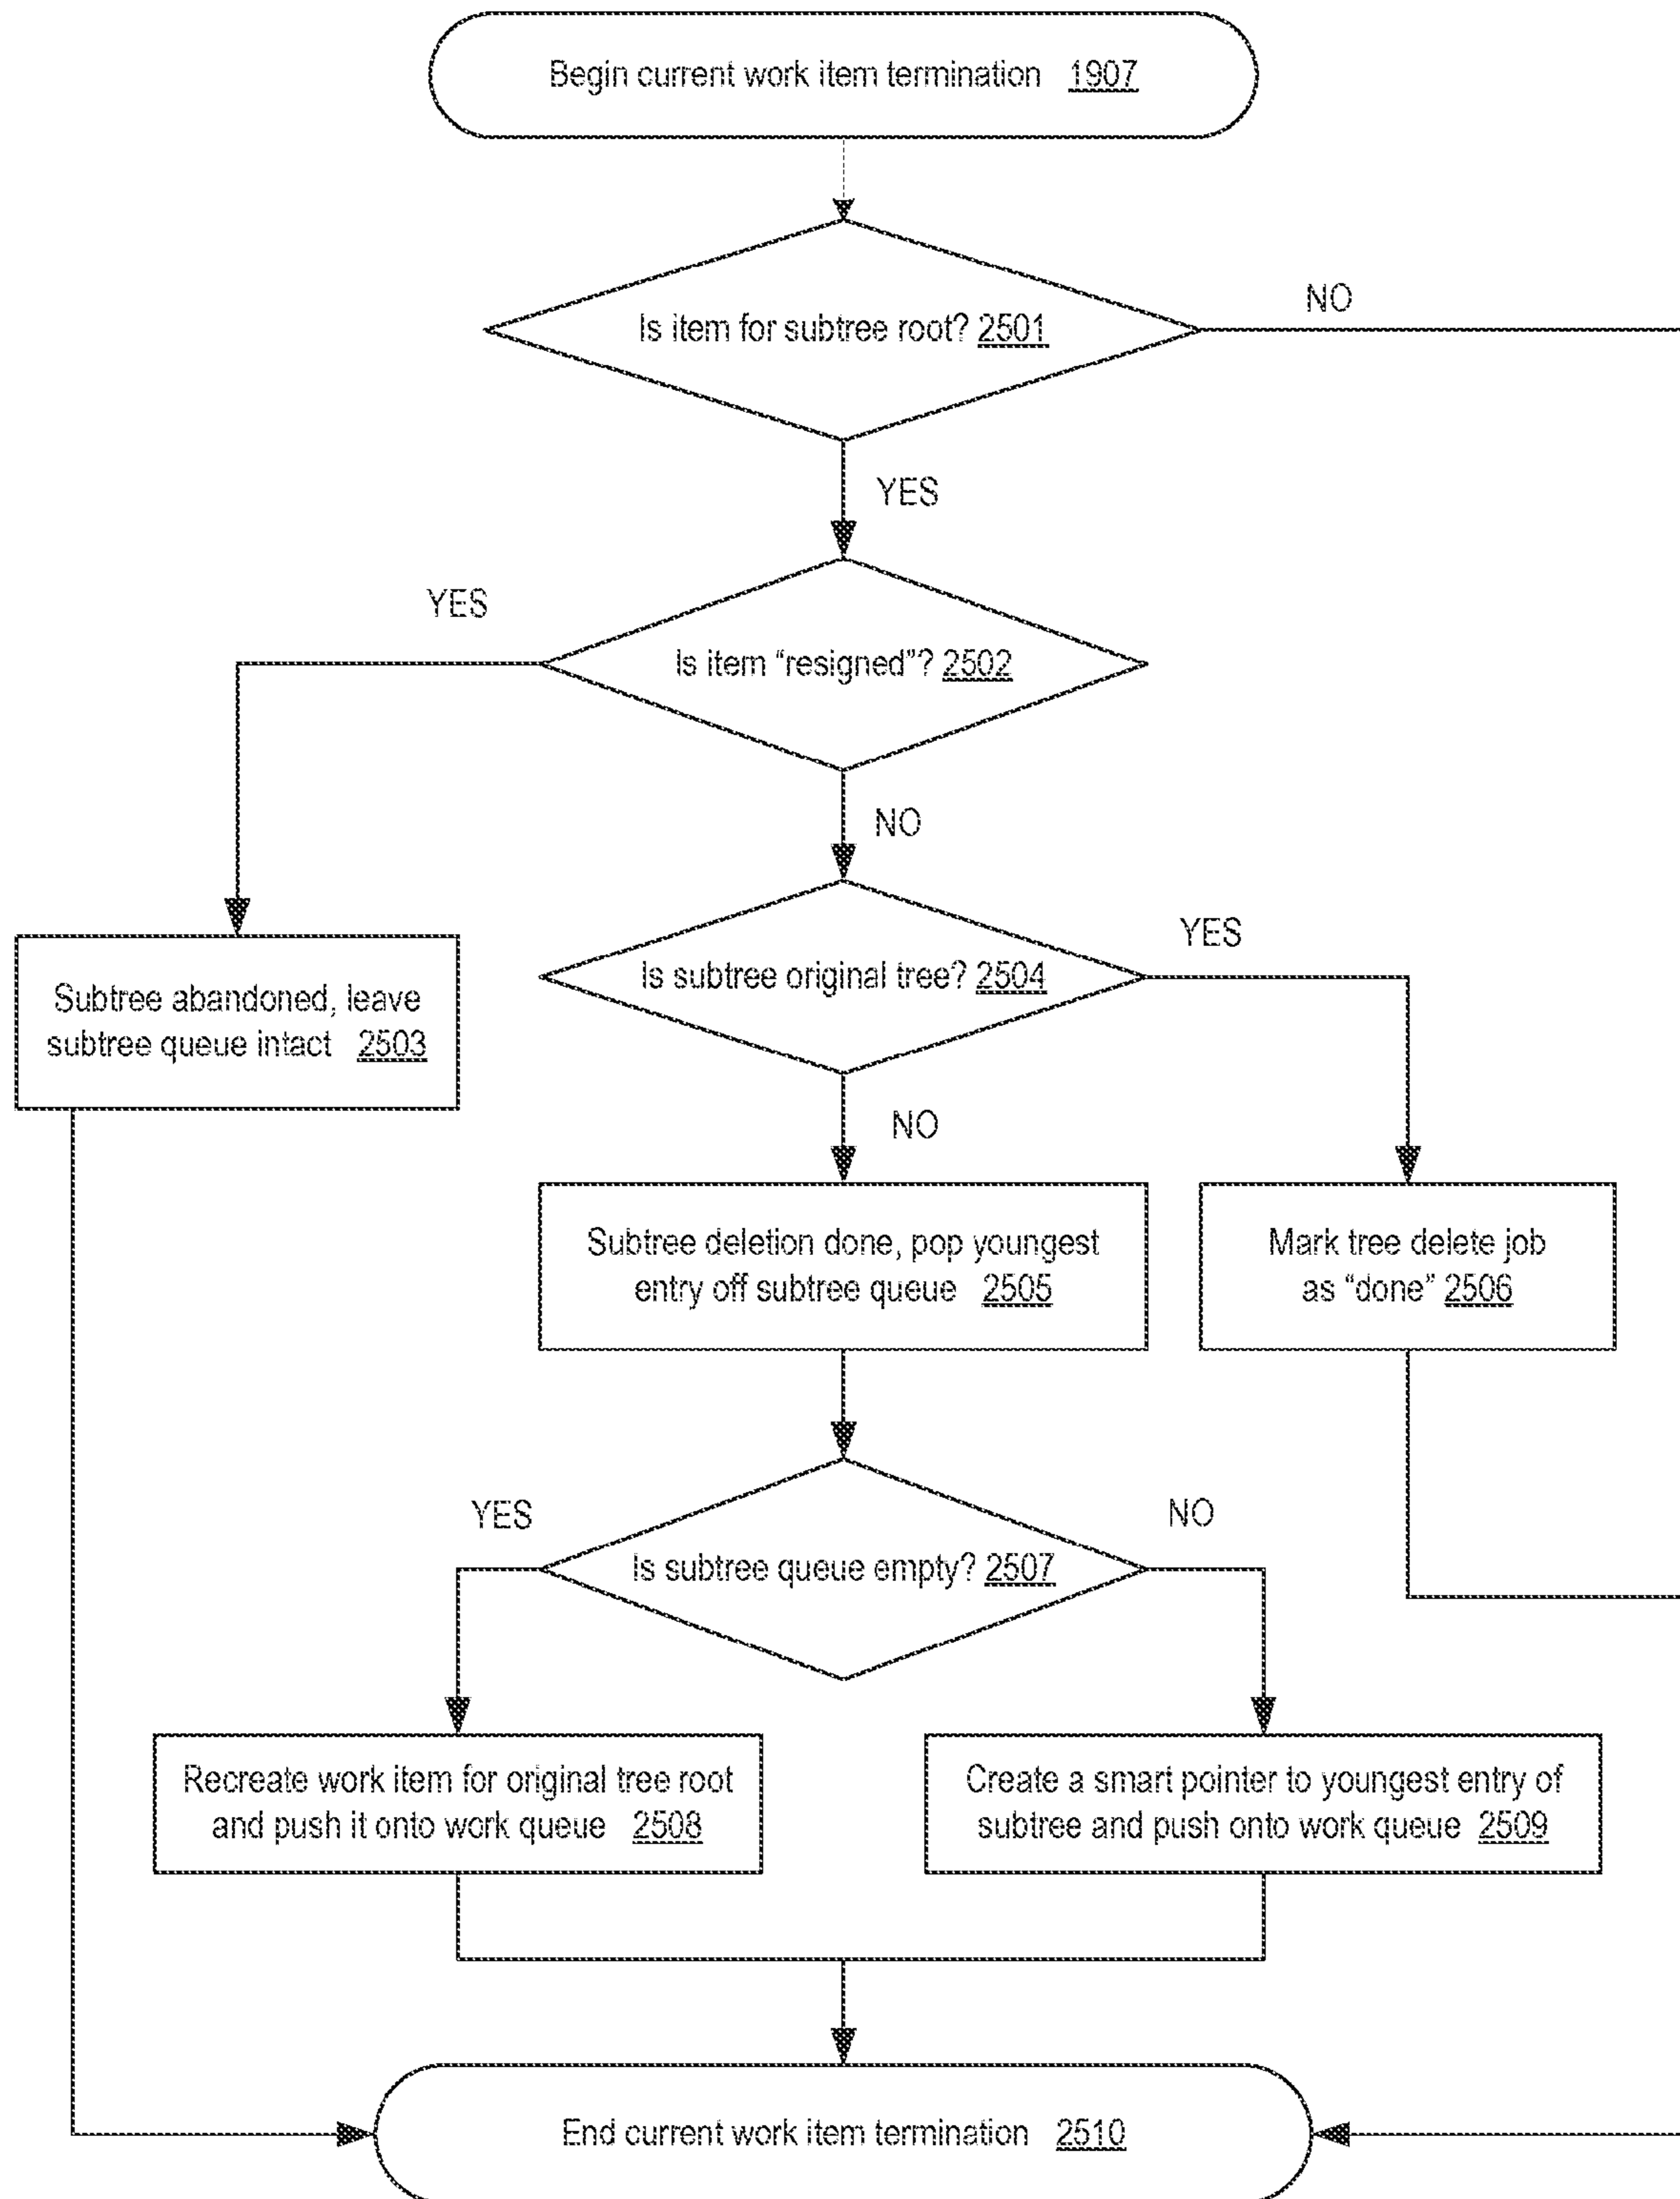 Begin current work item termination 1907
NO
Is item for subtree root? 2501
YES
YES
Is item “resigned”? 2502
NO
YES
Is subtree original tree? 2504
Subtree abandoned, leave
subtree queue intact 2503
NO
Subtree deletion done, pop youngest
entry off subtree queue 2505
Mark tree delete job
as “done” 2506
YES
NO
Is subtree queue empty? 2507
Recreate work item for original tree root
and push it onto work queue 2508
Create a smart pointer to youngest entry of
subtree and push onto work queue 2509
End current work item termination 2510